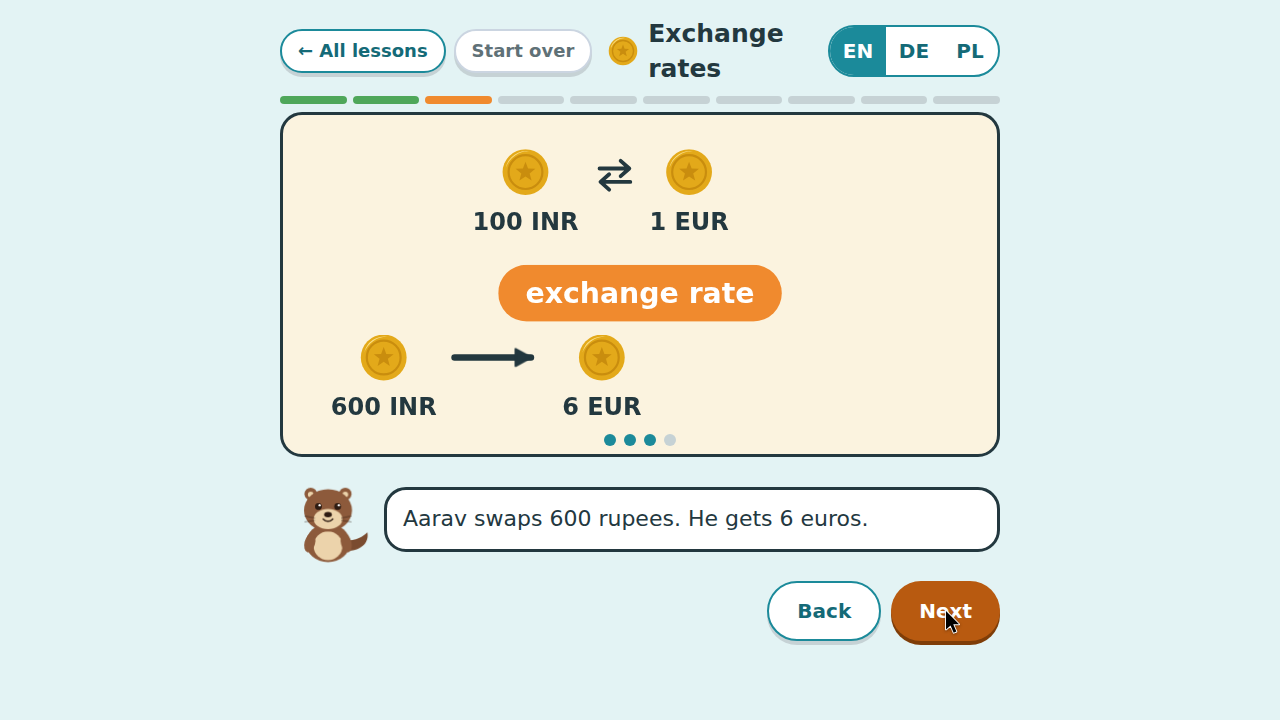 ← All lessons
Start over
Exchange
rates
EN DE PL
100 INR
1 EUR
exchange rate
600 INR
6 EUR
Aarav swaps 600 rupees. He gets 6 euros.
Back
Next